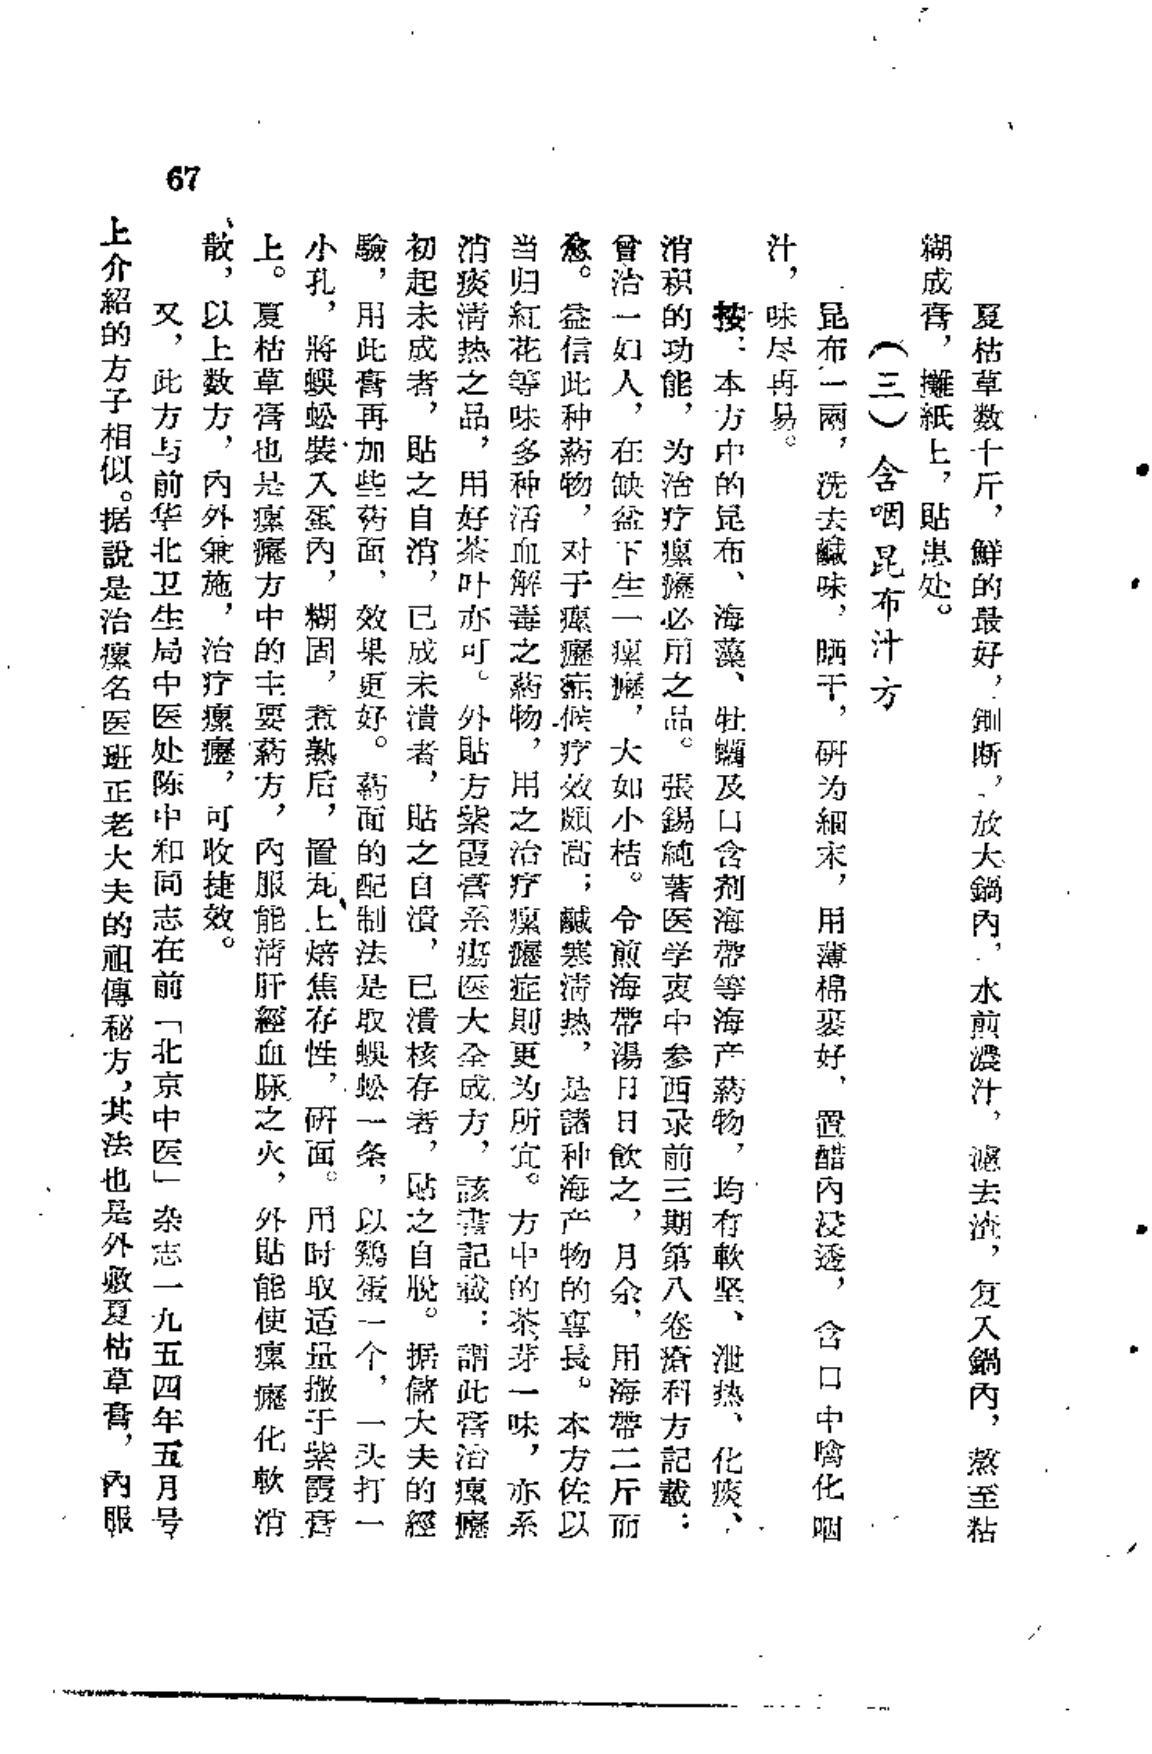 夏枯草数十斤，鮮的最好，鍘断，放大鍋內，水煎濃汁，濾去渣，复入鍋內，熬至粘
糊成膏，攤紙上，貼患处。
（三）含咽昆布汁方
昆布一兩，洗去鹹味，晒干，研为細末，用薄棉裹好，置醋內浸透，含口中噙化咽
汁，味尽再易。
按：本方中的昆布、海藻、牡蠣及口含剂海帶等海产葯物，均有軟坚、泄热、化痰、
消积的功能，为治疗瘰癧必用之品。張錫純著医学衷中参西录前三期第八卷瘡科方記載：
曾治一妇人，在缺盆下生一瘰癧，大如小桔。令煎海帶湯日日飲之，月余，用海帶二斤而
愈。益信此种葯物，对于瘰癧症候疗效頗高；鹹寒清热，是諸种海产物的專長。本方佐以
当归紅花等味多种活血解毒之葯物，用之治疗瘰癧症則更为所宜。方中的茶芽一味，亦系
消痰清热之品，用好茶叶亦可。外貼方紫霞膏系瘍医大全成方，該書記載：謂此膏治瘰癧
初起未成者，貼之自消，已成未潰者，貼之自潰，已潰核存者，貼之自脫。据儲大夫的經
驗，用此膏再加些葯面，效果更好。葯面的配制法是取蜈蚣一条，以鷄蛋一个，一头打一
小孔，將蜈蚣裝入蛋內，糊固，煮熟后，置瓦上焙焦存性，研面。用时取适量撒于紫霞膏
上。夏枯草膏也是瘰癧方中的主要葯方，內服能清肝經血脉之火，外貼能使瘰癧化軟消
散，以上数方，內外兼施，治疗瘰癧，可收捷效。
又，此方与前华北卫生局中医处陈中和同志在前「北京中医」杂志一九五四年五月号
上介紹的方子相似。据說是治瘰名医班正老大夫的祖傳秘方，其法也是外敷夏枯草膏，內服
67